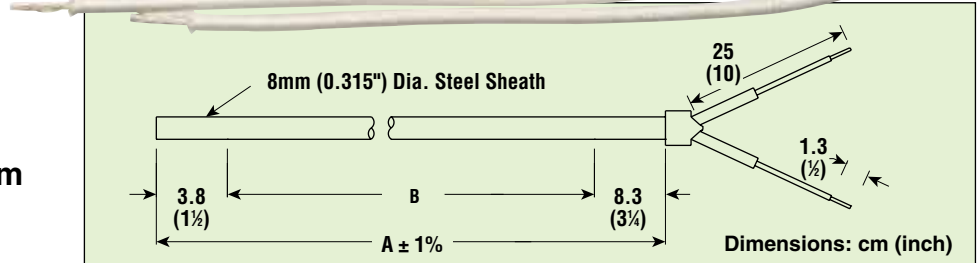 25
(10)
8mm (0.315") Dia. Steel Sheath
1.3
(½)
m
3.8
(1½)
B
8.3
(3¼)
A ± 1%
Dimensions: cm (inch)